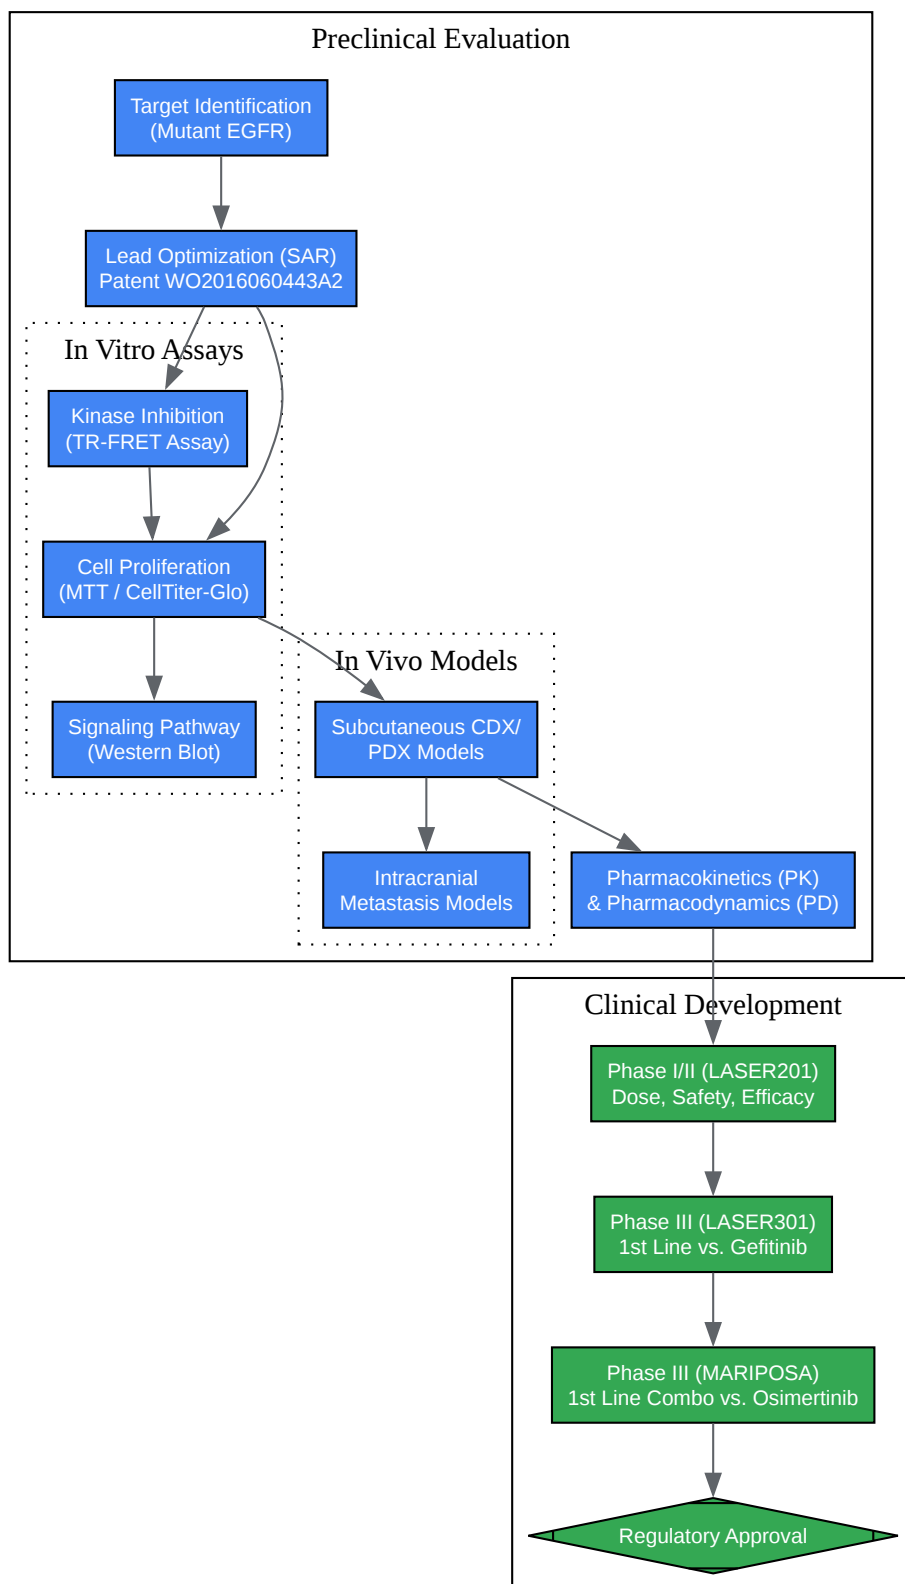 Preclinical Evaluation
Target Identification
(Mutant EGFR)
Lead Optimization (SAR)
Patent WO2016060443A2
In Vitro Assays
Kinase Inhibition
(TR-FRET Assay)
Cell Proliferation
(MTT / CellTiter-Glo)
In Vivo Models
Signaling Pathway
(Western Blot)
Subcutaneous CDX/
PDX Models
Intracranial
Metastasis Models
Pharmacokinetics (PK)
& Pharmacodynamics (PD)
Clinical Development
Phase I/II (LASER201)
Dose, Safety, Efficacy
Phase III (LASER301)
1st Line vs. Gefitinib
Phase III (MARIPOSA)
1st Line Combo vs. Osimertinib
Regulatory Approval